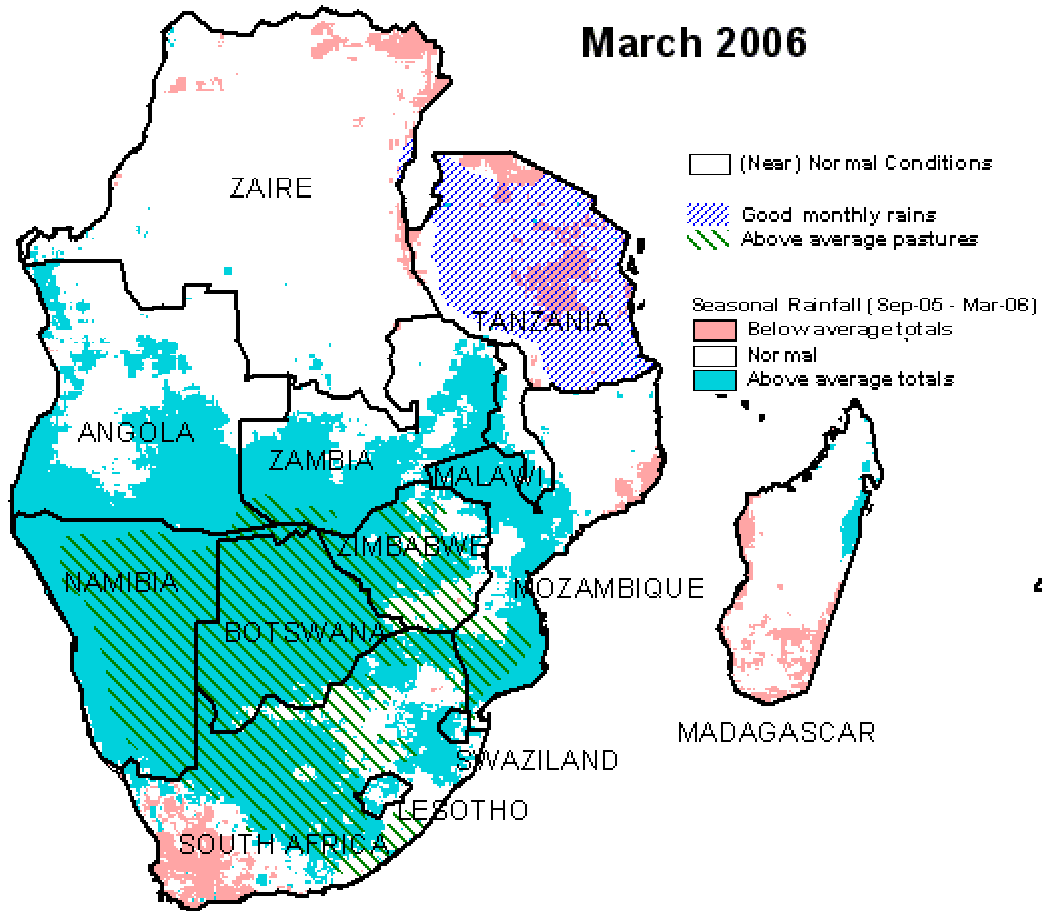 March 2006
(Near) Normal Conditions
Good monthly rains
Above average pastures
Seasonal Rainfall [Sep-05 - Mar-06]
Below average totals
Normal
Above average totals
ZAIRE
TANZANIA
ANGOLA
ZAMBIA
MALAWI
ZIMBABWE
NAMIBIA
MOZAMBIQUE
BOTSWANA
MADAGASCAR
SWAZILAND
LESOTHO
SOUTH AFRICA